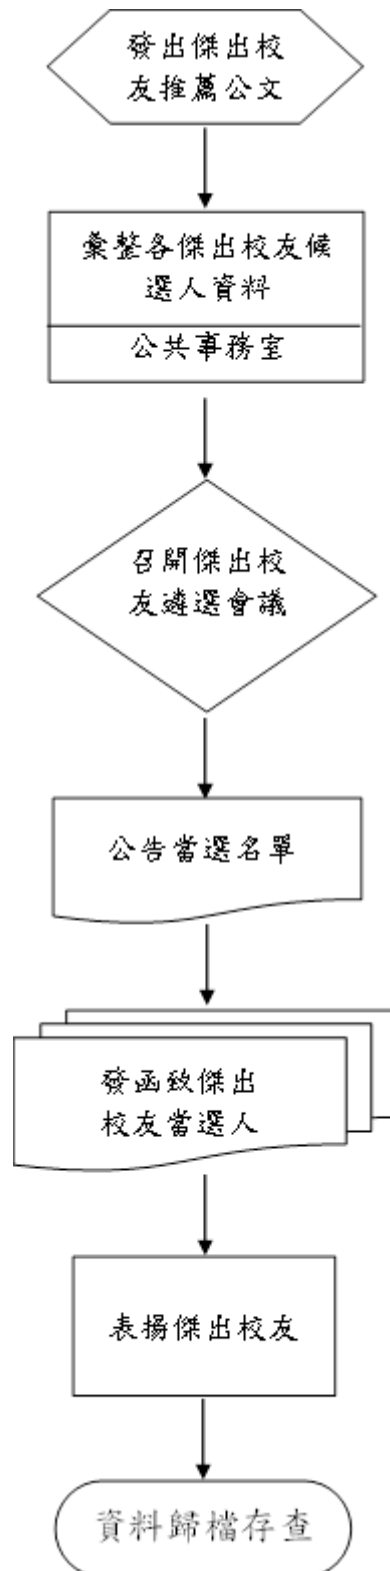 發出傑出校
友推薦公文
彙整各傑出校友候
選人資料
公共事務室
召開傑出校
友遴選會議
公告當選名單
發函致傑出
校友當選人
表揚傑出校友
資料歸檔存查